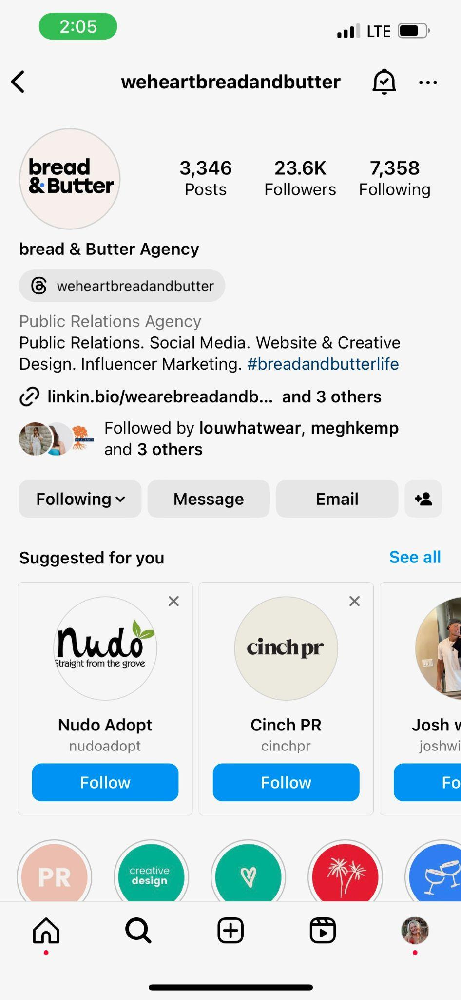 2:05
LTE
weheartbreadandbutter
bread
& Butter
3,346
Posts
23.6K
Followers
7,358
Following
bread & Butter Agency
weheartbreadandbutter
Public Relations Agency
Public Relations. Social Media. Website & Creative
Design. Influencer Marketing. #breadandbutterlife
linkin.bio/wearebreadandb... and 3 others
Followed by louwhatwear, meghkemp
and 3 others
Following
Message
Email
Suggested for you
See all
Nudo
Straight from the grove
Nudo Adopt
nudoadopt
Follow
cinch pr
Cinch PR
cinchpr
Follow
Josh
joshwi
Fo
PR
creative
design